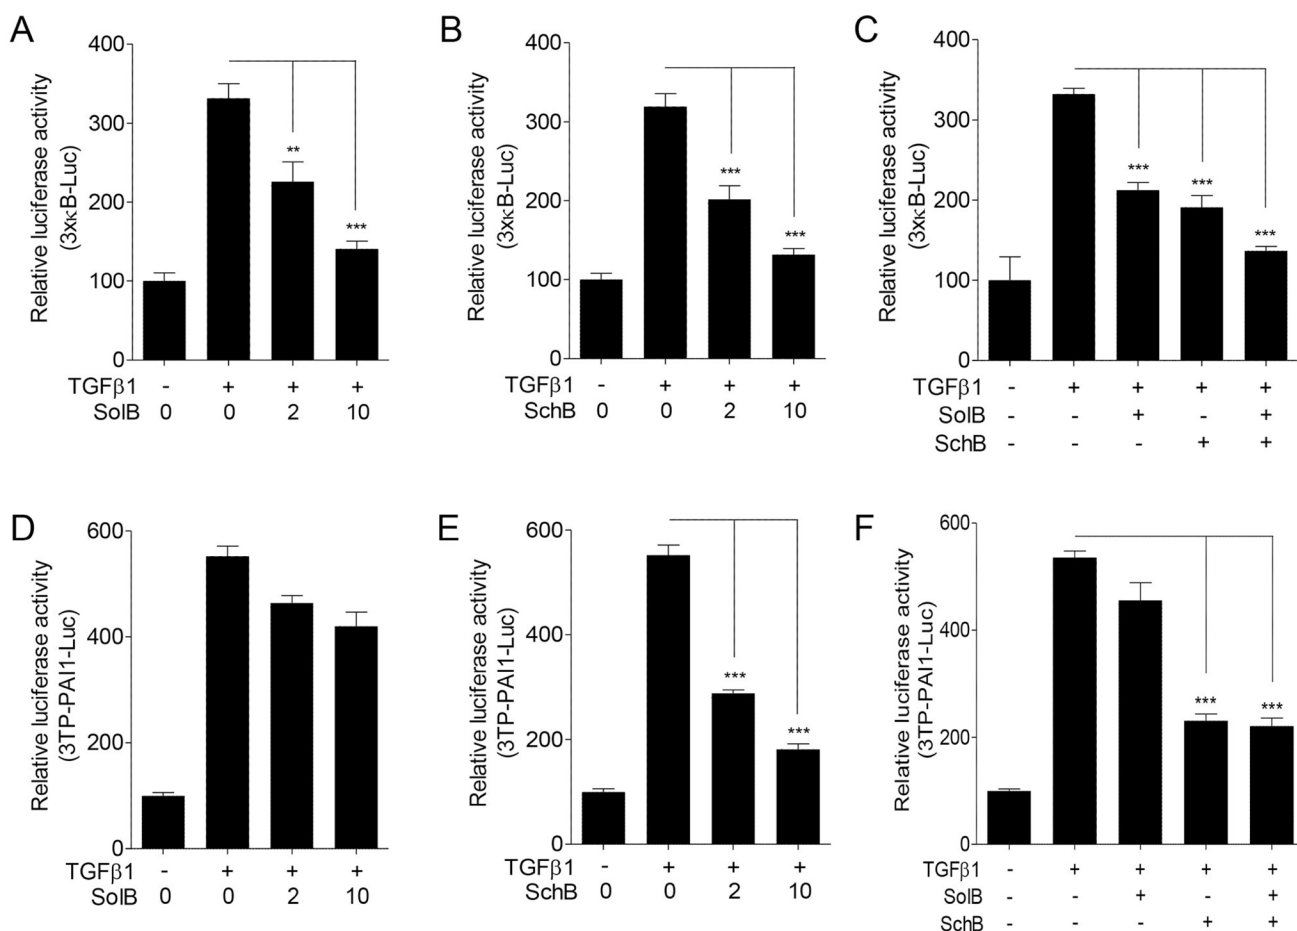 A
Relative luciferase activity
(3xκB-Luc)
400
300
200
100
0
**
***
TGFβ1 - + + +
SolB 0 0 2 10
B
Relative luciferase activity
(3xκB-Luc)
400
300
200
100
0
***
***
TGFβ1 - + + +
SchB 0 0 2 10
C
Relative luciferase activity
(3xκB-Luc)
400
300
200
100
0
***
***
***
TGFβ1 - + + + +
SolB - - + - +
SchB - - - + +
D
Relative luciferase activity
(3TP-PAI1-Luc)
600
400
200
0
TGFβ1 - + + +
SolB 0 0 2 10
E
Relative luciferase activity
(3TP-PAI1-Luc)
600
400
200
0
***
***
TGFβ1 - + + +
SchB 0 0 2 10
F
Relative luciferase activity
(3TP-PAI1-Luc)
600
400
200
0
***
***
TGFβ1 - + + + +
SolB - - + - +
SchB - - - + +